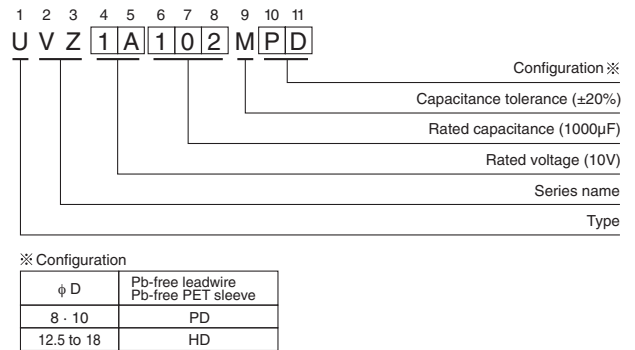 1 2 3 4 5 6 7 8 9 10 11
U V Z 1 A 1 0 2 M P D
Configuration※
Capacitance tolerance (±20%)
Rated capacitance (1000µF)
Rated voltage (10V)
Series name
Type
※Configuration
ϕ D
Pb-free leadwire
Pb-free PET sleeve
8 · 10 PD
12.5 to 18 HD